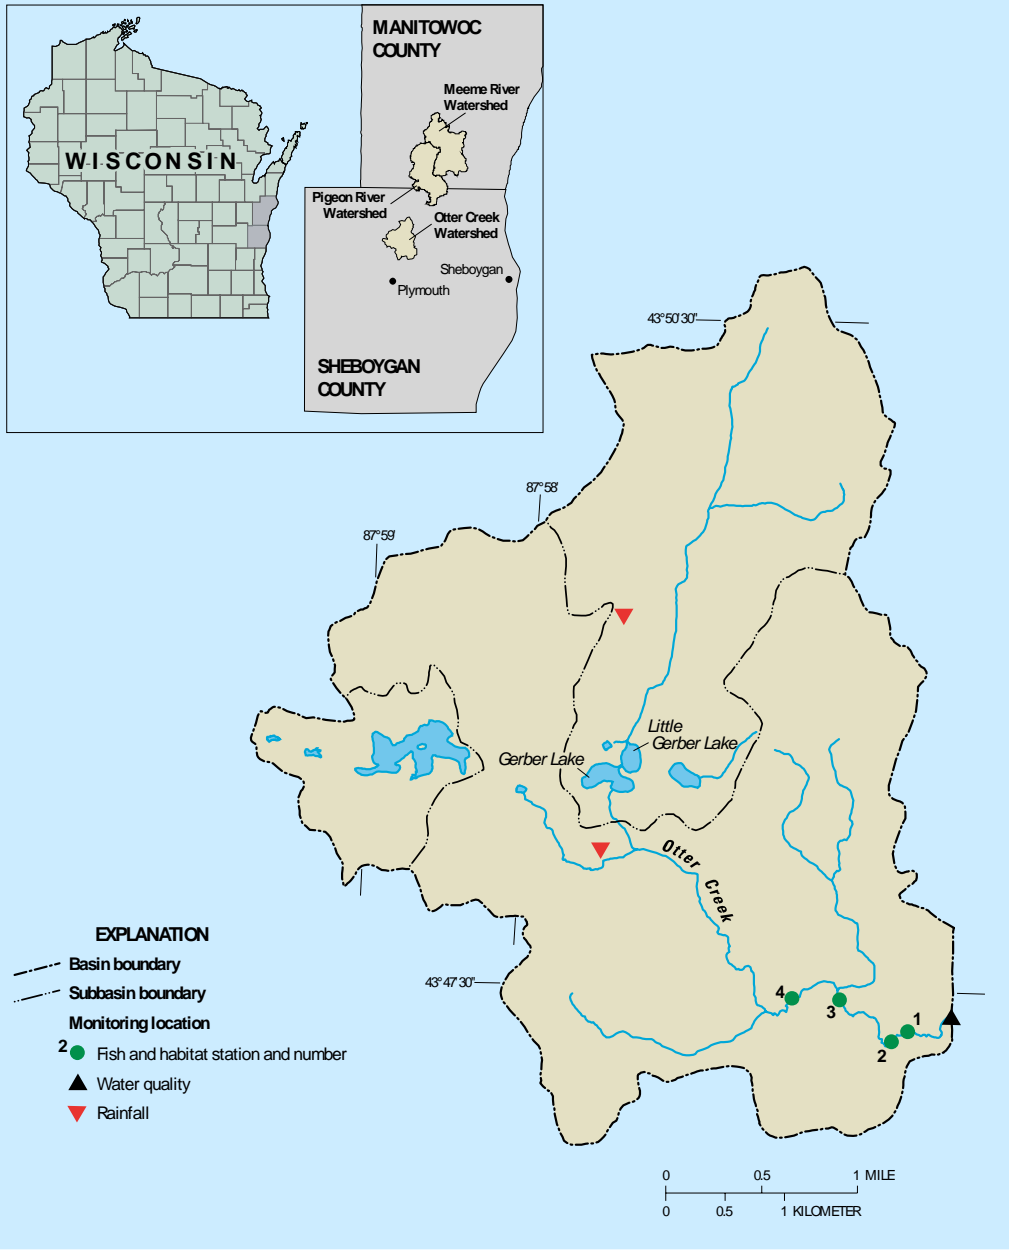 MANITOWOC
COUNTY
Meeme River
Watershed
WISCONSIN
Pigeon River
Watershed
Otter Creek
Watershed
Sheboygan
Plymouth
SHEBOYGAN
COUNTY
43°50'30"
87°58'
87°59'
Little
Gerber Lake
Gerber Lake
Otter Creek
43°47'30"
4
3
1
2
EXPLANATION
Basin boundary
Subbasin boundary
Monitoring location
2 Fish and habitat station and number
Water quality
Rainfall
0 0.5 1 MILE
0 0.5 1 KILOMETER